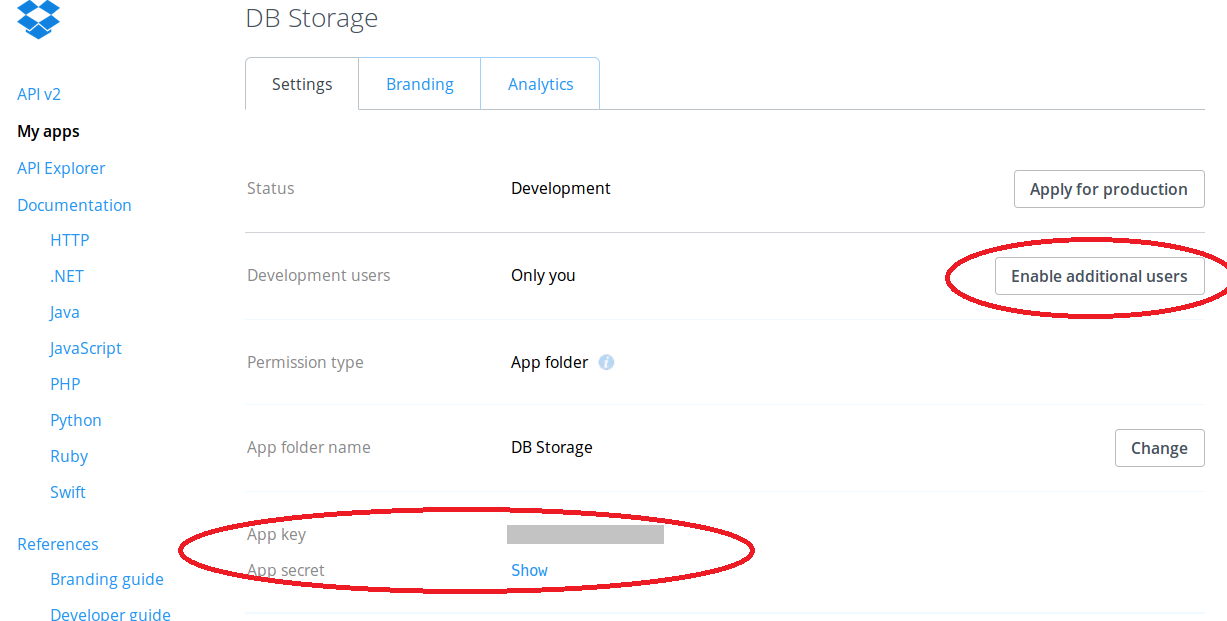 DB Storage
Settings Branding Analytics
API v2
My apps
API Explorer
Documentation
HTTP
.NET
Java
JavaScript
PHP
Python
Ruby
Swift
References
Branding guide
Developer guide
Status Development Apply for production
Development users Only you Enable additional users
Permission type App folder i
App folder name DB Storage Change
App key
App secret Show